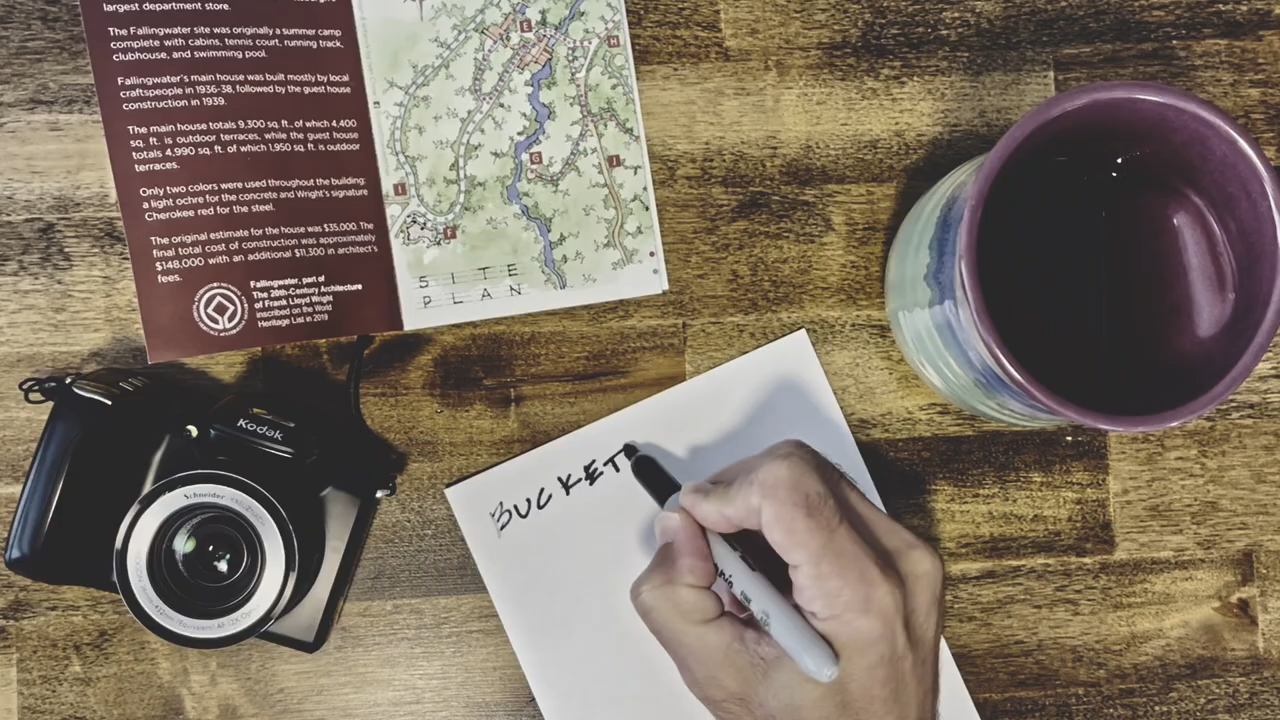 largest department store.
The Fallingwater site was originally a summer camp
complete with cabins, tennis court, running track,
clubhouse, and swimming pool.
Fallingwater's main house was built mostly by local
craftspeople in 1936-38, followed by the guest house
construction in 1939.
The main house totals 9,300 sq. ft., of which 4,400
sq. ft. is outdoor terraces, while the guest house
totals 4,990 sq. ft. of which 1,950 sq. ft. is outdoor
terraces.
Only two colors were used throughout the building:
a light ochre for the concrete and Wright's signature
Cherokee red for the steel.
The original estimate for the house was $35,000. The
final total cost of construction was approximately
$148,000 with an additional $11,300 in architect's
fees.
Fallingwater, part of
The 20th-Century Architecture
of Frank Lloyd Wright
inscribed on the World
Heritage List in 2019
E
H
G
J
I
F
SITE
PLAN
Kodak
Schneider
BUCKET